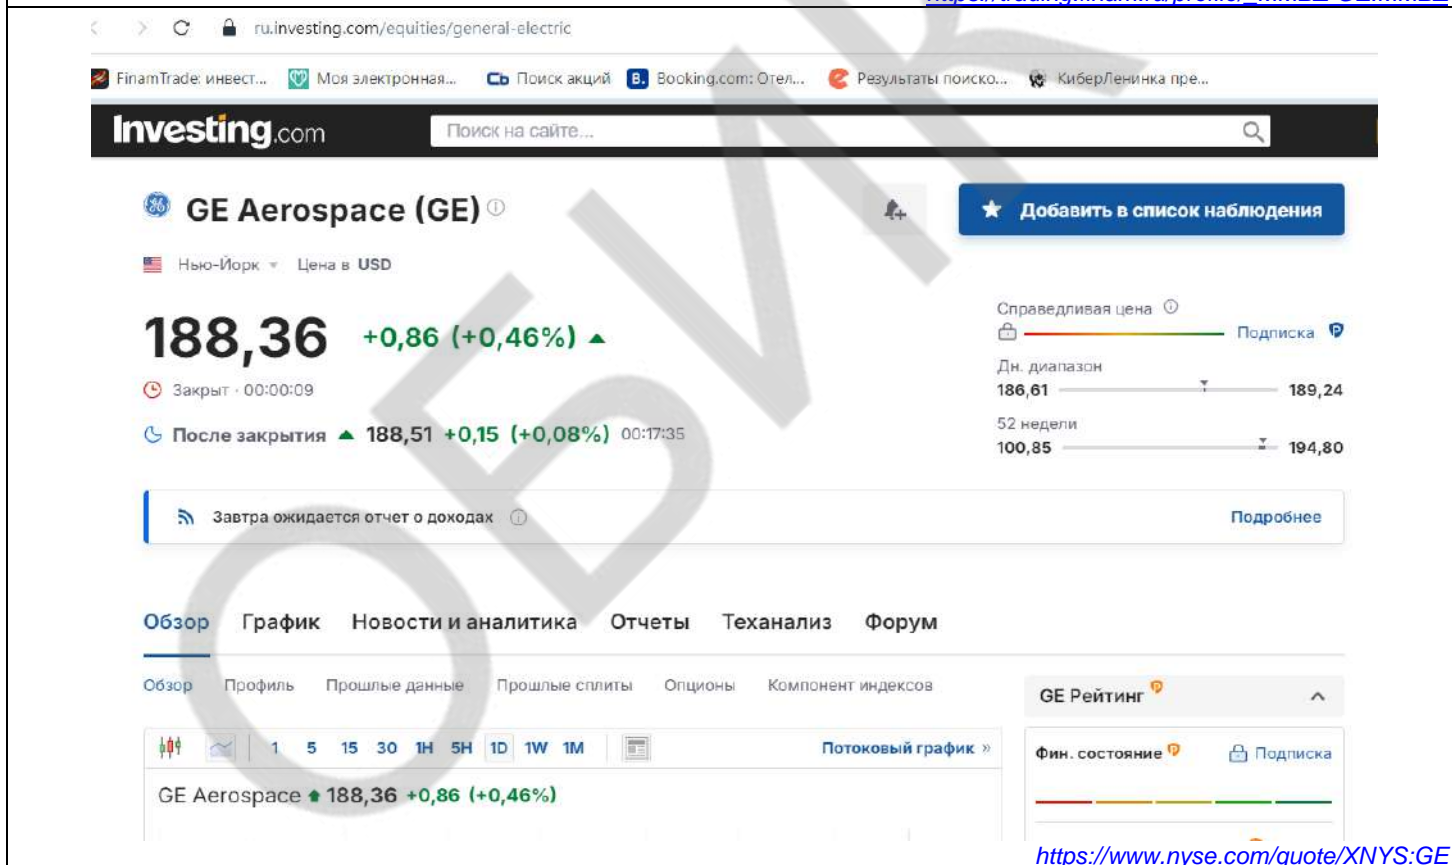 ru.investing.com/equities/general-electric
FinamTrade: инвест... Моя электронная... Сь Поиск акций B. Booking.com: Отел... Результаты поиско... КиберЛенинка пре...
Investing.com Поиск на сайте...
GE Aerospace (GE)
Добавить в список наблюдения
Нью-Йорк Цена в USD
188,36 +0,86 (+0,46%)
Справедливая цена
Подписка
Закрыт · 00:00:09
Дн. диапазон
186,61 189,24
После закрытия 188,51 +0,15 (+0,08%) 00:17:35
52 недели
100,85 194,80
Завтра ожидается отчет о доходах Подробнее
Обзор График Новости и аналитика Отчеты Теханализ Форум
Обзор Профиль Прошлые данные Прошлые сплиты Опционы Компонент индексов
GE Рейтинг
1 5 15 30 1H 5H 1D 1W 1M Потоковый график »
Фин. состояние Подписка
GE Aerospace 188,36 +0,86 (+0,46%)
https://www.nyse.com/quote/XNYS:GE
ОБИК